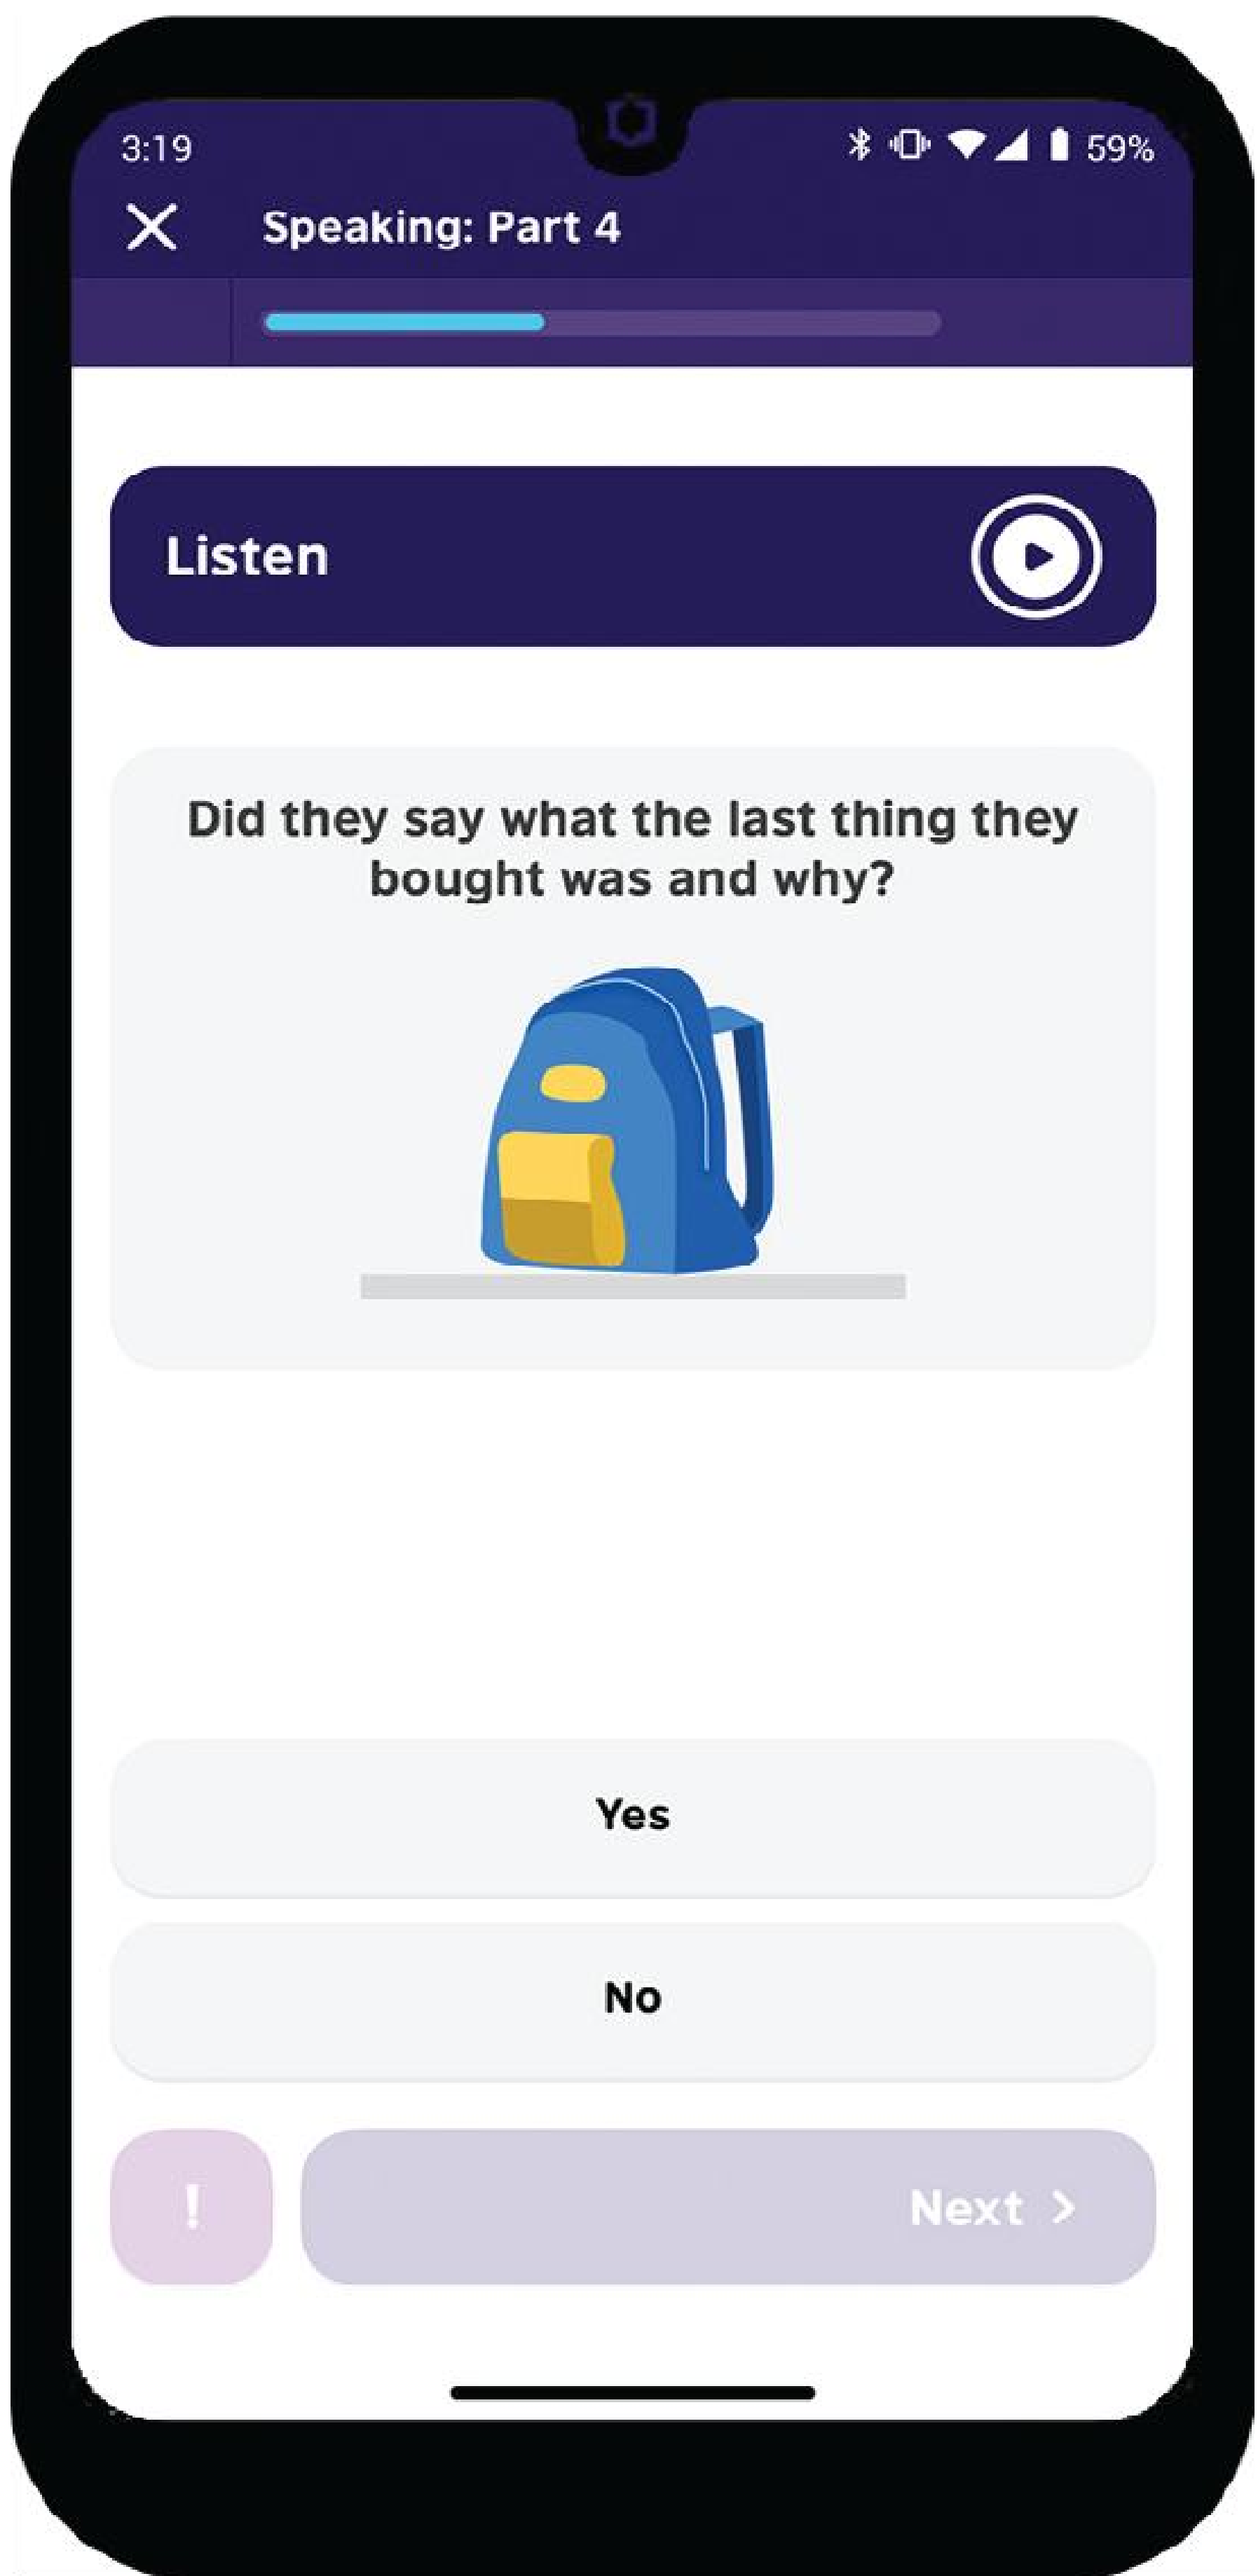 3:19
59%
Speaking: Part 4
Listen
Did they say what the last thing they
bought was and why?
Yes
No
!
Next >